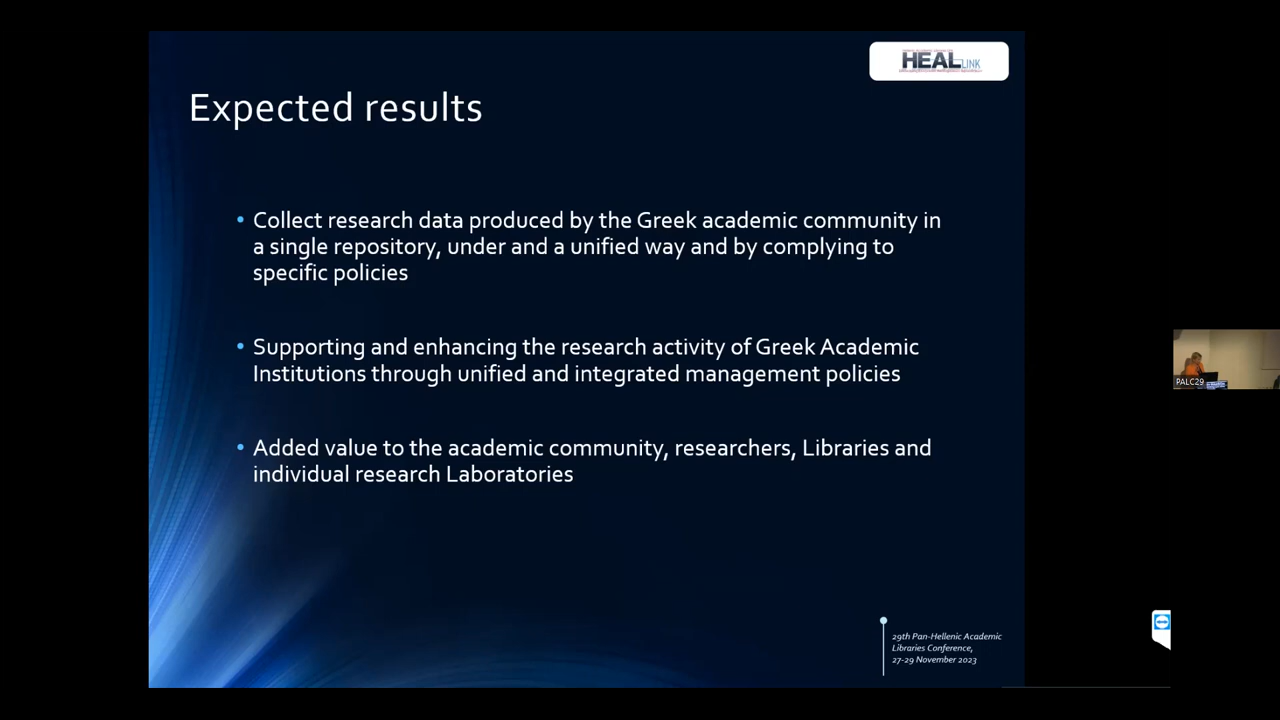 HEAL LINK
Expected results
• Collect research data produced by the Greek academic community in
a single repository, under and a unified way and by complying to
specific policies
• Supporting and enhancing the research activity of Greek Academic
Institutions through unified and integrated management policies
• Added value to the academic community, researchers, Libraries and
individual research Laboratories
PALC29
29th Pan-Hellenic Academic
Libraries Conference,
27-29 November 2023